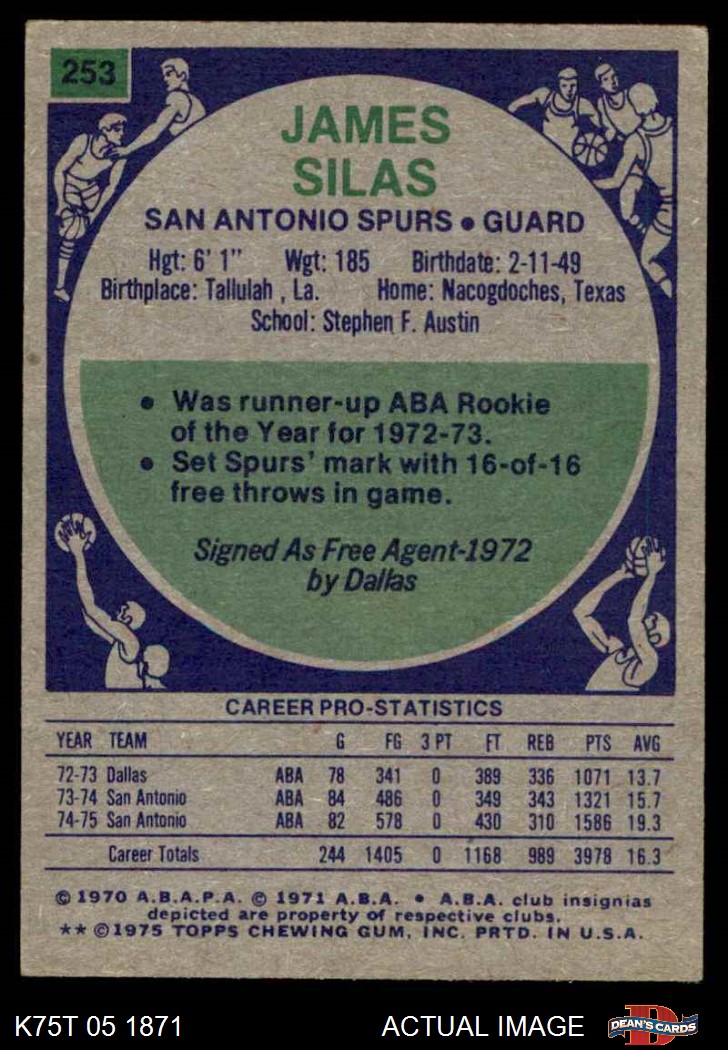 253
JAMES
SILAS
SAN ANTONIO SPURS • GUARD
Hgt: 6' 1" Wgt: 185 Birthdate: 2-11-49
Birthplace: Tallulah , La. Home: Nacogdoches, Texas
School: Stephen F. Austin
• Was runner-up ABA Rookie
of the Year for 1972-73.
• Set Spurs' mark with 16-of-16
free throws in game.
Signed As Free Agent-1972
by Dallas
CAREER PRO-STATISTICS
YEAR TEAM G FG 3 PT FT REB PTS AVG
72-73 Dallas ABA 78 341 0 389 336 1071 13.7
73-74 San Antonio ABA 84 486 0 349 343 1321 15.7
74-75 San Antonio ABA 82 578 0 430 310 1586 19.3
Career Totals 244 1405 0 1168 989 3978 16.3
© 1970 A.B.A.P.A. © 1971 A.B.A. • A.B.A. club insignias
depicted are property of respective clubs.
** © 1975 TOPPS CHEWING GUM, INC. PRTD. IN U.S.A.
K75T 05 1871 ACTUAL IMAGE D DEAN'S CARDS